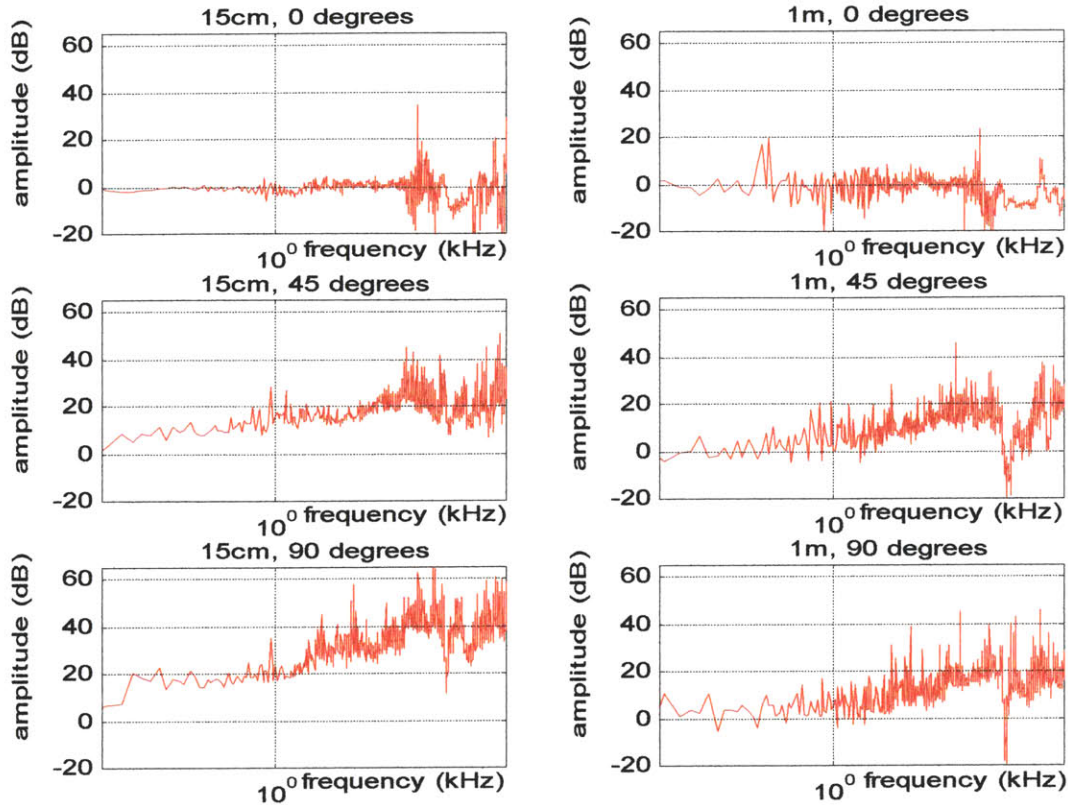 15cm, 0 degrees
amplitude (dB)
60
40
20
0
-20
10⁰ frequency (kHz)
1m, 0 degrees
amplitude (dB)
60
40
20
0
-20
10⁰ frequency (kHz)
15cm, 45 degrees
amplitude (dB)
60
40
20
0
-20
10⁰ frequency (kHz)
1m, 45 degrees
amplitude (dB)
60
40
20
0
-20
10⁰ frequency (kHz)
15cm, 90 degrees
amplitude (dB)
60
40
20
0
-20
10⁰ frequency (kHz)
1m, 90 degrees
amplitude (dB)
60
40
20
0
-20
10⁰ frequency (kHz)